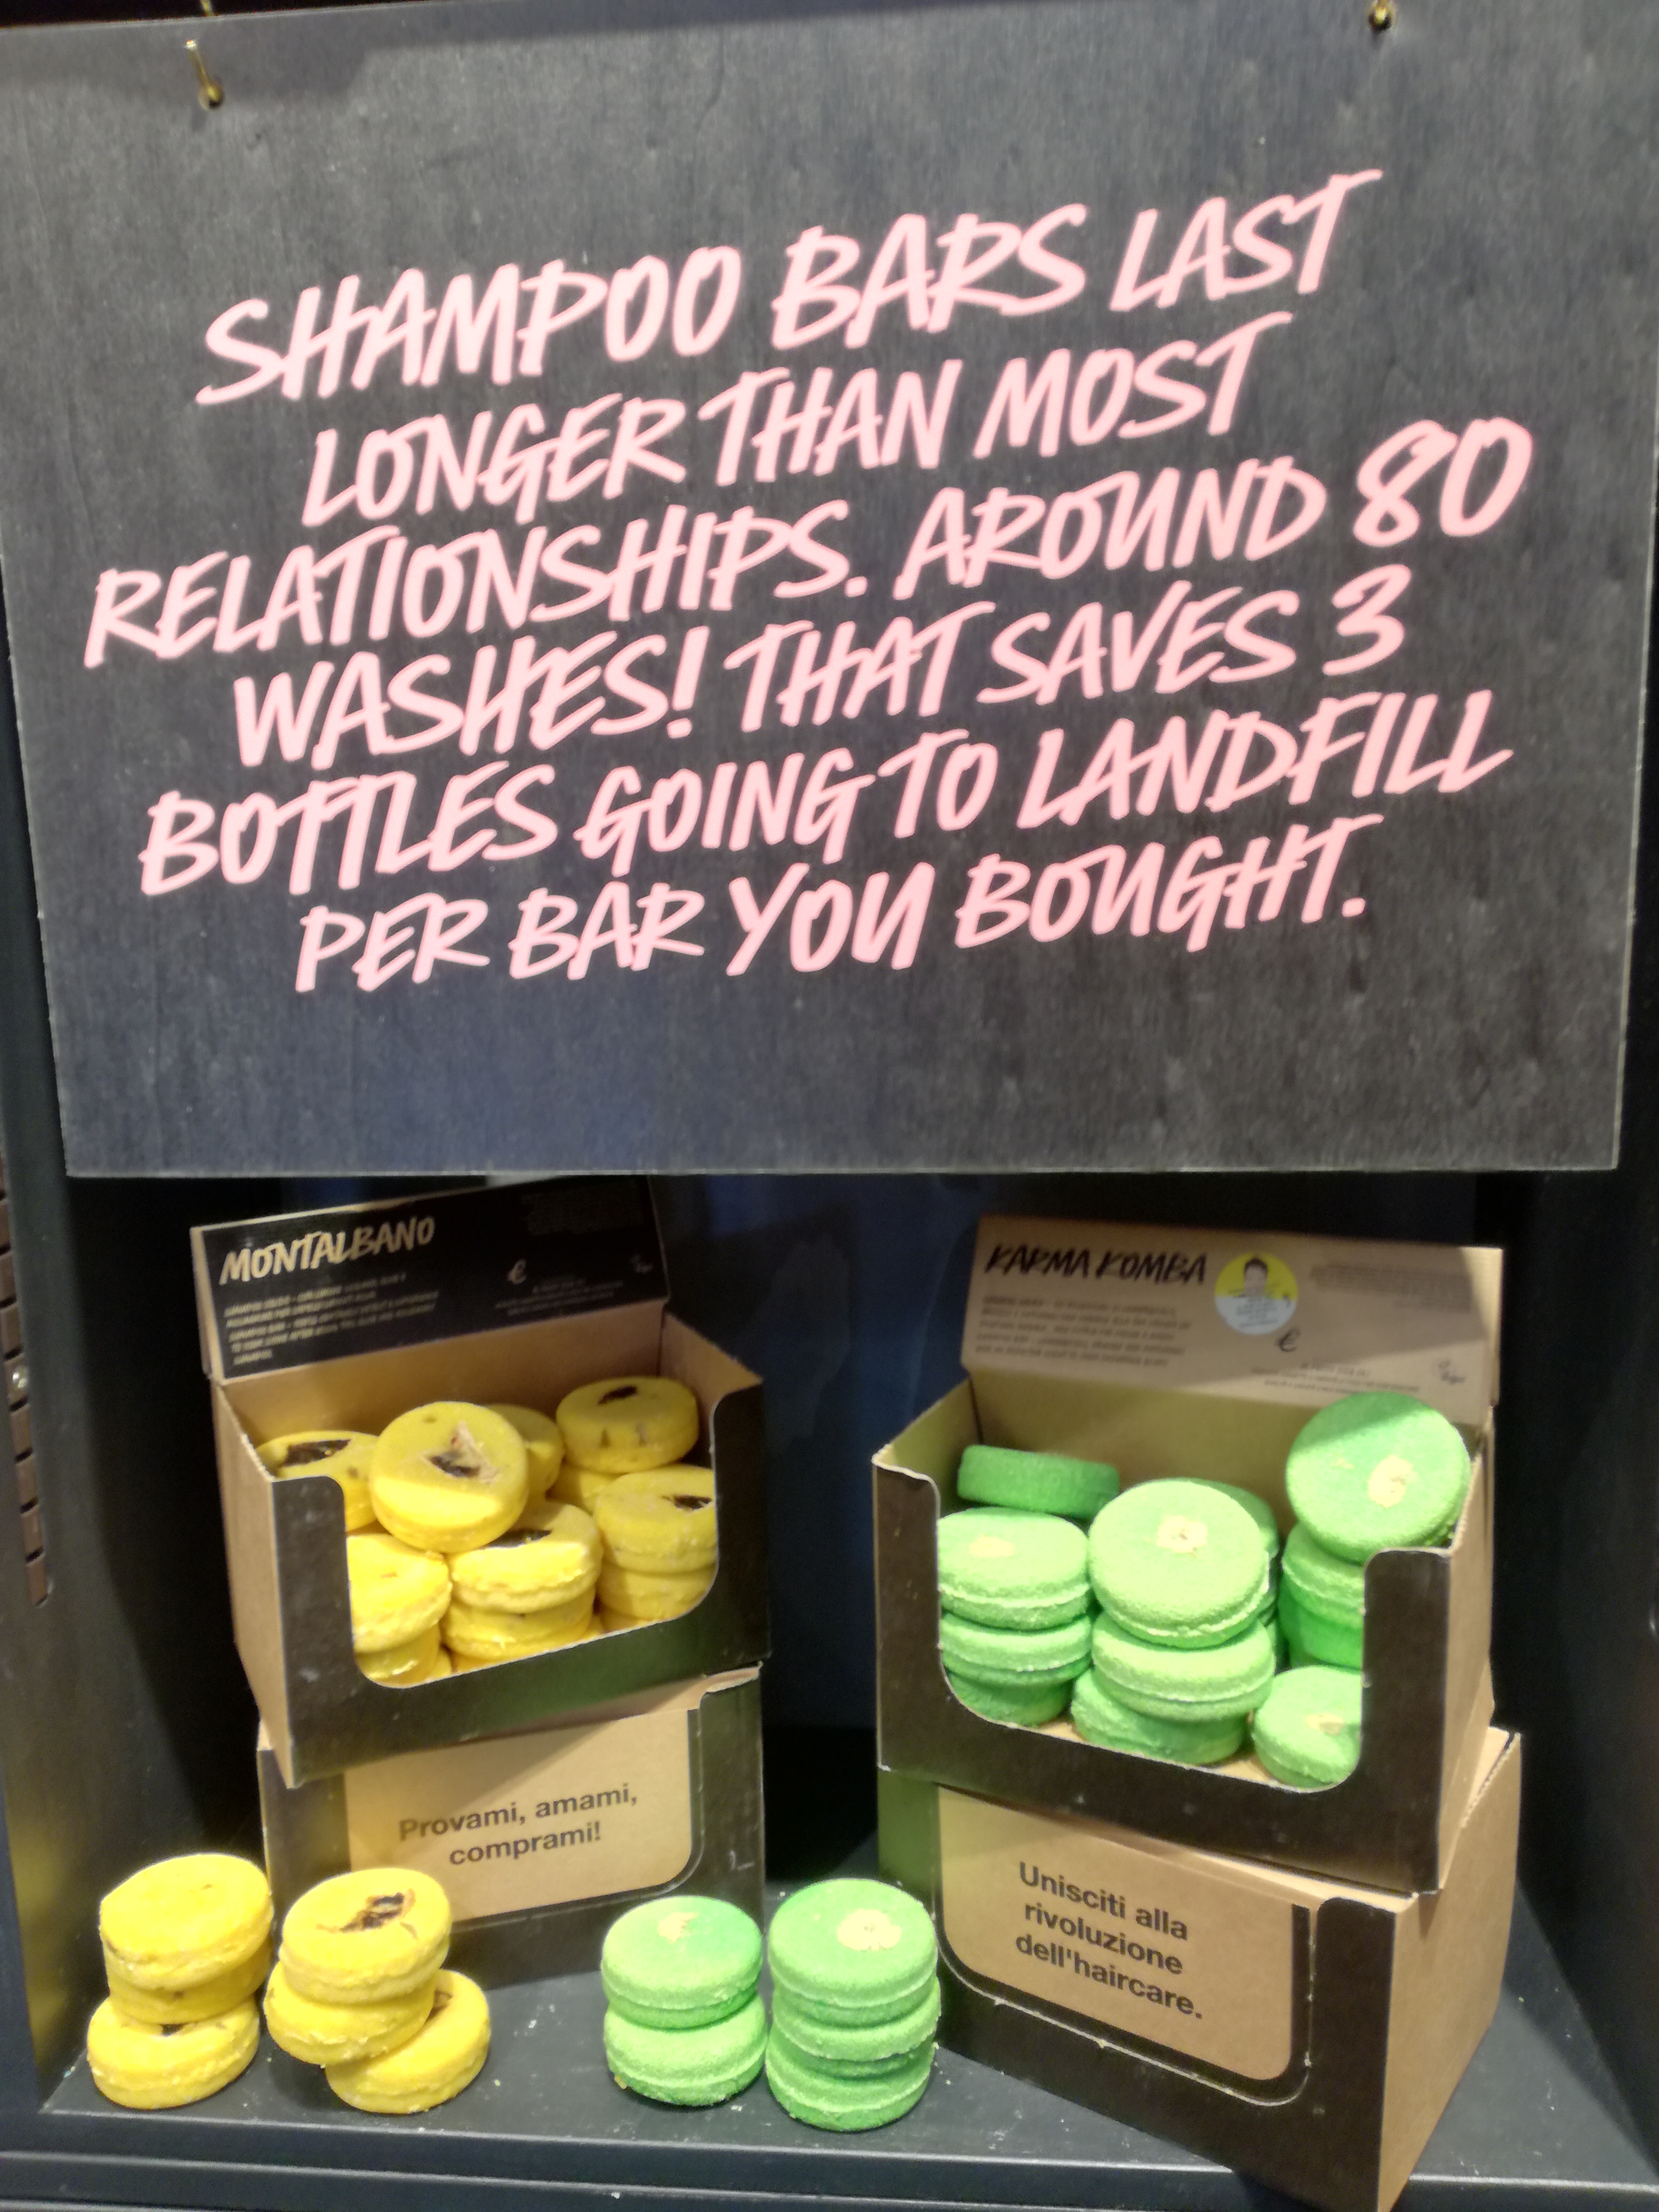 SHAMPOO BARS LAST
LONGER THAN MOST
RELATIONSHIPS. AROUND 80
WASHES! THAT SAVES 3
BOTTLES GOING TO LANDFILL
PER BAR YOU BOUGHT.
MONTALBANO
€
KARMA KOMBA
€
Provami, amami,
comprami!
Unisciti alla
rivoluzione
dell'haircare.